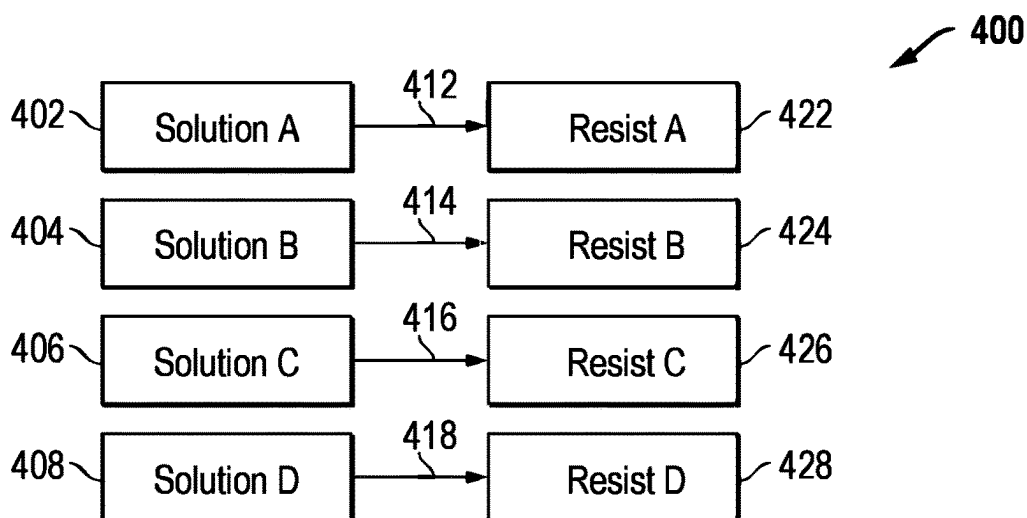 400
412
402 Solution A Resist A 422
414
404 Solution B Resist B 424
416
406 Solution C Resist C 426
418
408 Solution D Resist D 428